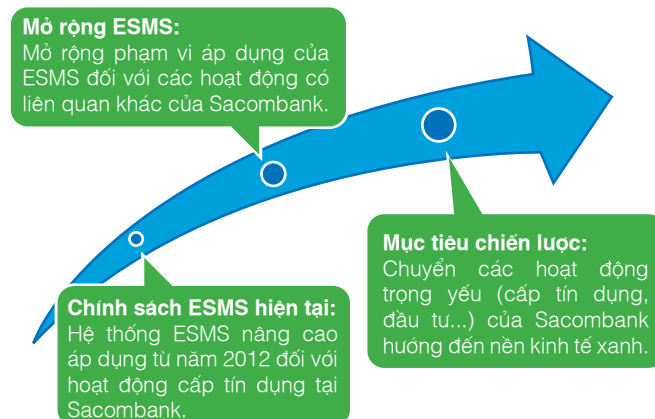 Mở rộng ESMS:
Mở rộng phạm vi áp dụng của
ESMS đối với các hoạt động có
liên quan khác của Sacombank.
Mục tiêu chiến lược:
Chuyển các hoạt động
trọng yếu (cấp tín dụng,
đầu tư...) của Sacombank
hướng đến nền kinh tế xanh.
Chính sách ESMS hiện tại:
Hệ thống ESMS nâng cao
áp dụng từ năm 2012 đối với
hoạt động cấp tín dụng tại
Sacombank.